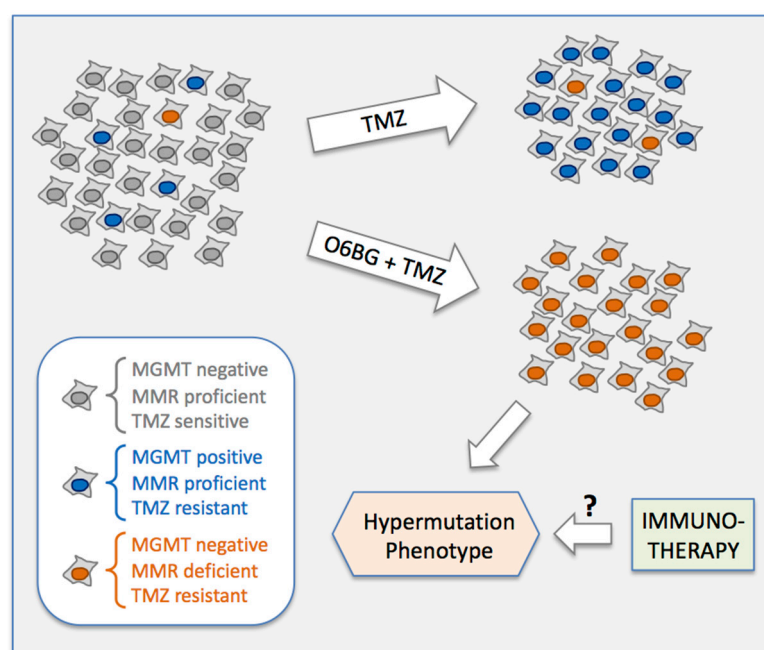 TMZ
O6BG + TMZ
MGMT negative
MMR proficient
TMZ sensitive
MGMT positive
MMR proficient
TMZ resistant
MGMT negative
MMR deficient
TMZ resistant
Hypermutation
Phenotype
?
IMMUNO-
THERAPY